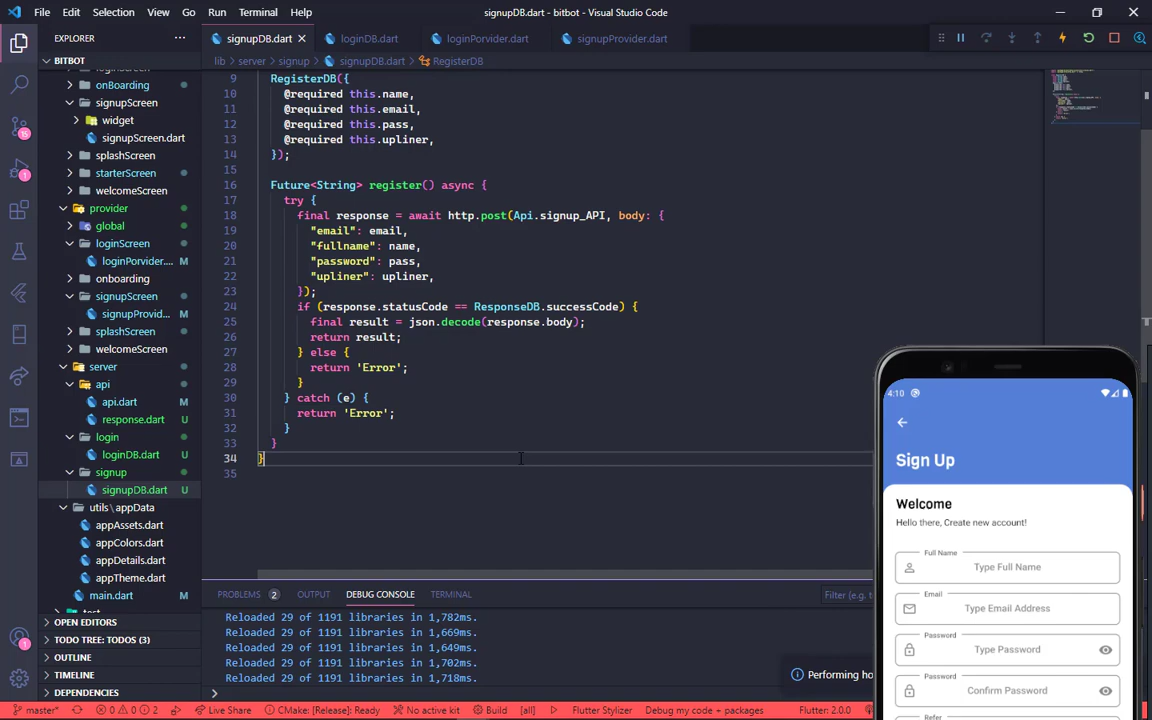 File Edit Selection View Go Run Terminal Help
signupDB.dart - bitbot - Visual Studio Code
EXPLORER
BITBOT
onBoarding
signupScreen
widget
signupScreen.dart
splashScreen
starterScreen
welcomeScreen
provider
global
loginScreen
loginPorvider.... M
onboarding
signupScreen
signupProvid... M
splashScreen
welcomeScreen
server
api
api.dart M
response.dart U
login
loginDB.dart U
signup
signupDB.dart U
utils\appData
appAssets.dart
appColors.dart
appDetails.dart
appTheme.dart
main.dart
OPEN EDITORS
TODO TREE: TODOS (3)
OUTLINE
TIMELINE
DEPENDENCIES
15
1
1
signupDB.dart loginDB.dart loginPorvider.dart signupProvider.dart
lib > server > signup > signupDB.dart > RegisterDB
9 RegisterDB({
10 @required this.name,
11 @required this.email,
12 @required this.pass,
13 @required this.upliner,
14 });
15
16 Future<String> register() async {
17 try {
18 final response = await http.post(Api.signup_API, body: {
19 "email": email,
20 "fullname": name,
21 "password": pass,
22 "upliner": upliner,
23 });
24 if (response.statusCode == ResponseDB.successCode) {
25 final result = json.decode(response.body);
26 return result;
27 } else {
28 return 'Error';
29 }
30 } catch (e) {
31 return 'Error';
32 }
33 }
34 }
35
PROBLEMS 2 OUTPUT DEBUG CONSOLE TERMINAL
Filter (e.g. t
Reloaded 29 of 1191 libraries in 1,782ms.
Reloaded 29 of 1191 libraries in 1,669ms.
Reloaded 29 of 1191 libraries in 1,649ms.
Reloaded 29 of 1191 libraries in 1,702ms.
Reloaded 29 of 1191 libraries in 1,718ms.
Performing ho
4:10
Sign Up
Welcome
Hello there, Create new account!
Full Name
Type Full Name
Email
Type Email Address
Password
Type Password
Password
Confirm Password
Refer
master* 0 0 2 Live Share CMake: [Release]: Ready No active kit Build [all] Flutter Stylizer Debug my code + packages Flutter: 2.0.0